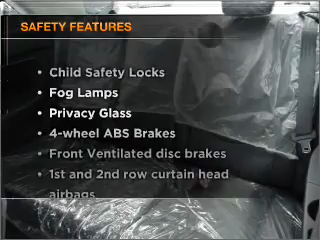 SAFETY FEATURES
• Child Safety Locks
• Fog Lamps
• Privacy Glass
• 4-wheel ABS Brakes
• Front Ventilated disc brakes
• 1st and 2nd row curtain head
airbags